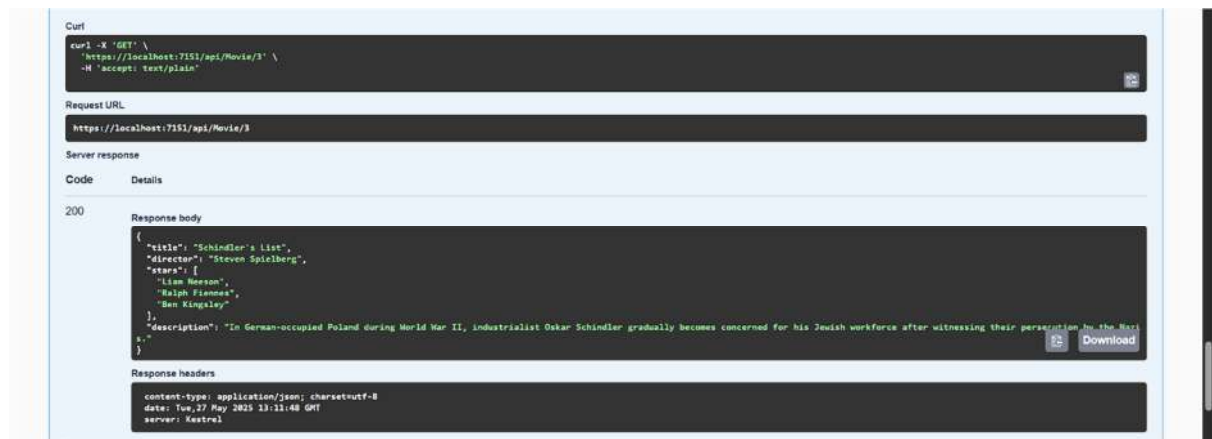 Curl
curl -X 'GET' \
'https://localhost:7151/api/Movie/3' \
-H 'accept: text/plain'
Request URL
https://localhost:7151/api/Movie/3
Server response
Code Details
200
Response body
{
"title": "Schindler's List",
"director": "Steven Spielberg",
"stars": [
"Liam Neeson",
"Ralph Fiennes",
"Ben Kingsley"
],
"description": "In German-occupied Poland during World War II, industrialist Oskar Schindler gradually becomes concerned for his Jewish workforce after witnessing their persecution by the Nazi
s."
}
Download
Response headers
content-type: application/json; charset=utf-8
date: Tue,27 May 2025 13:11:48 GMT
server: Kestrel